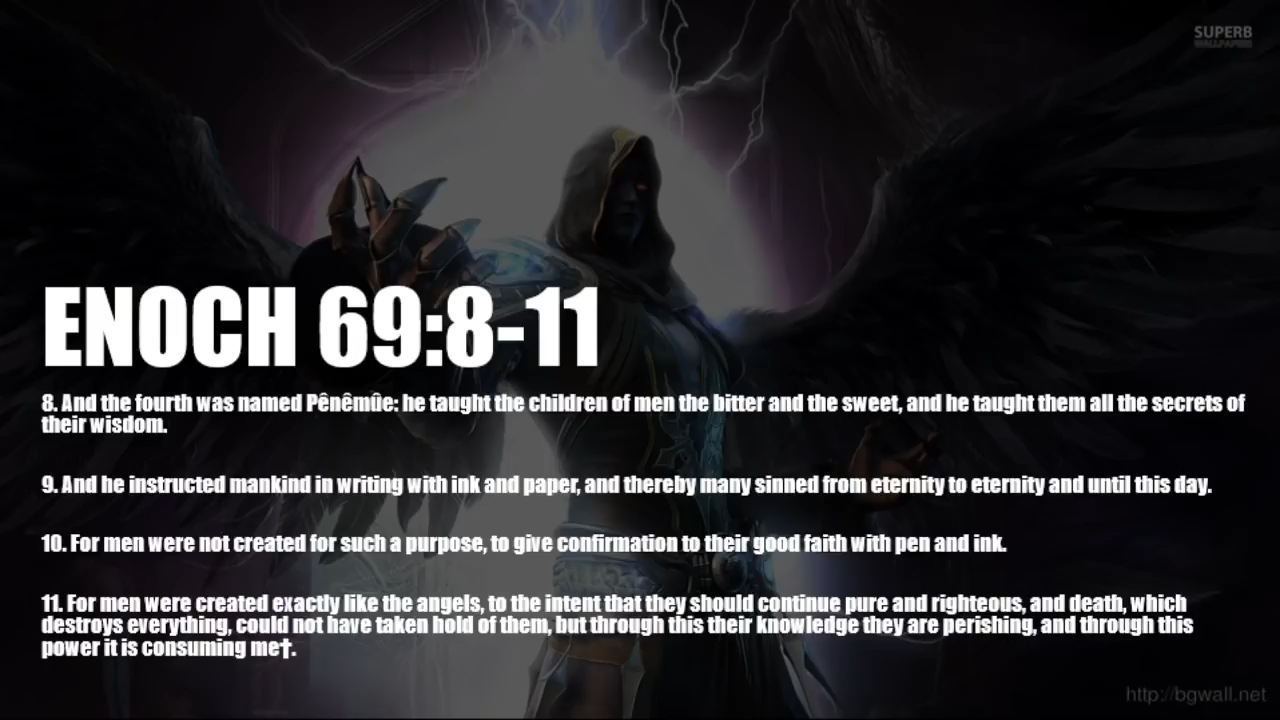 SUPERB
WALLPAPERS
ENOCH 69:8-11
8. And the fourth was named Pênêmûe: he taught the children of men the bitter and the sweet, and he taught them all the secrets of
their wisdom.
9. And he instructed mankind in writing with ink and paper, and thereby many sinned from eternity to eternity and until this day.
10. For men were not created for such a purpose, to give confirmation to their good faith with pen and ink.
11. For men were created exactly like the angels, to the intent that they should continue pure and righteous, and death, which
destroys everything, could not have taken hold of them, but through this their knowledge they are perishing, and through this
power it is consuming me†.
http://bgwall.net